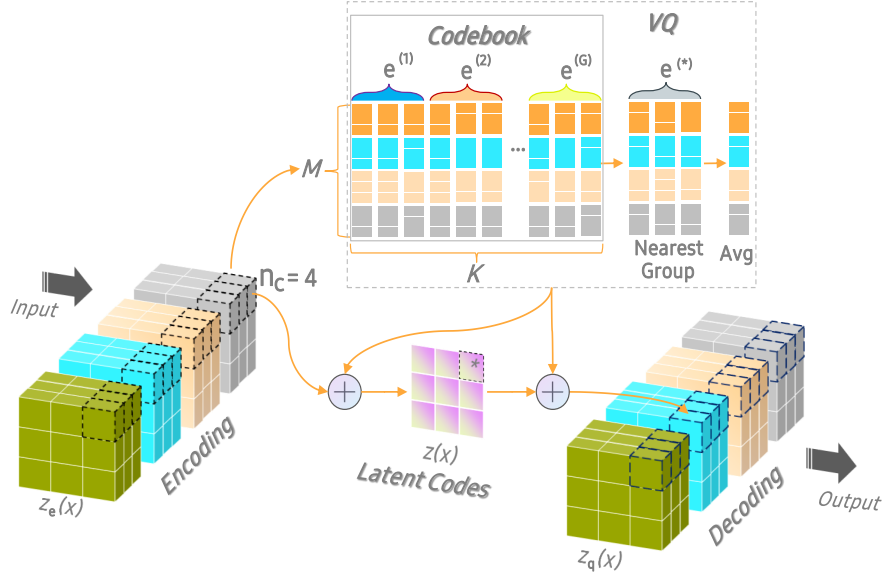 VQ
Codebook
e(1)
e(2)
e(G)
e(*)
M
...
Nearest
Group
Avg
K
Input
nC = 4
*
z(x)
Latent Codes
Encoding
ze(x)
Decoding
Output
zq(x)